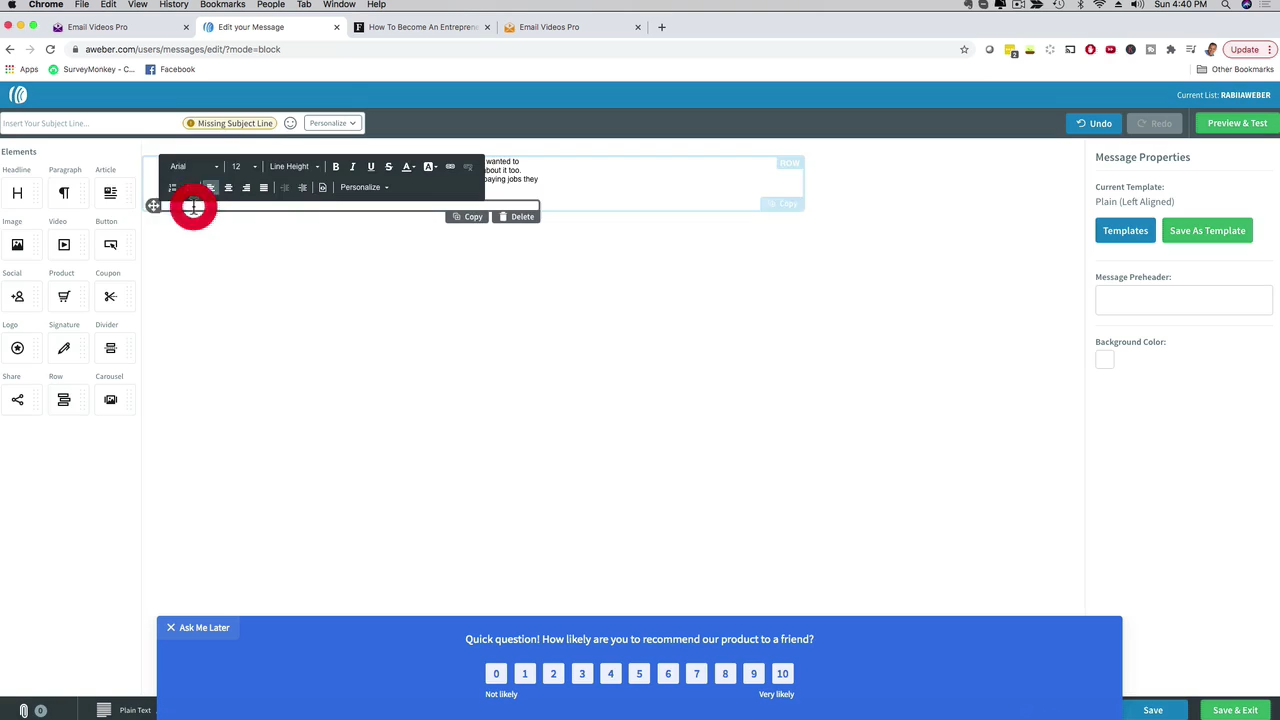 Chrome File Edit View History Bookmarks People Tab Window Help
Sun 4:40 PM
Email Videos Pro
Edit your Message
How To Become An Entreprene
Email Videos Pro
aweber.com/users/messages/edit/?mode=block
Update
Apps
SurveyMonkey - C...
Facebook
Other Bookmarks
Current List: RABIIAWEBER
Insert Your Subject Line...
Missing Subject Line
Personalize
Undo
Redo
Preview & Test
Elements
Headline Paragraph Article
Image Video Button
Social Product Coupon
Logo Signature Divider
Share Row Carousel
Arial 12 Line Height B I U S A A
Personalize
wanted to
about it too.
paying jobs they
ROW
Copy
Copy Delete
Message Properties
Current Template:
Plain (Left Aligned)
Templates
Save As Template
Message Preheader:
Background Color:
Ask Me Later
Quick question! How likely are you to recommend our product to a friend?
0 1 2 3 4 5 6 7 8 9 10
Not likely
Very likely
0
Plain Text
Save
Save & Exit